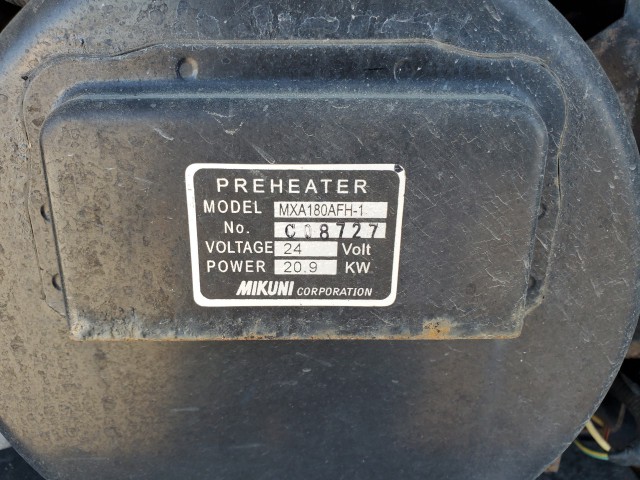 PREHEATER
MODEL MXA180AFH-1
No. C08727
VOLTAGE 24 Volt
POWER 20.9 KW
MIKUNI CORPORATION